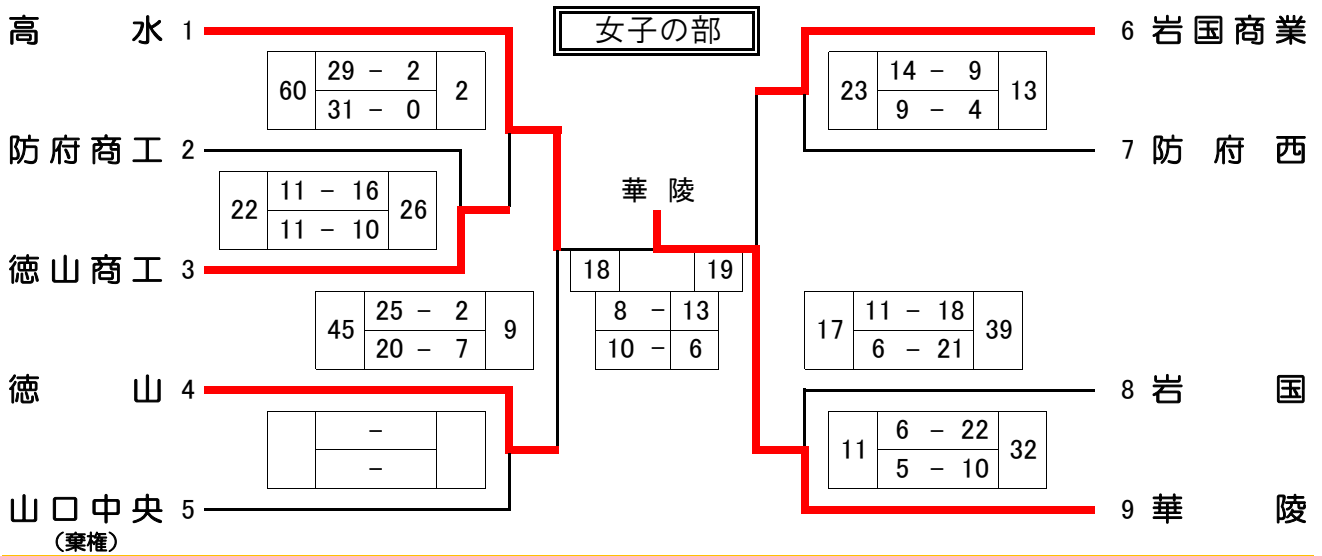 女子の部
高水 1
60 29 - 2 2
31 - 0
防府商工 2
22 11 - 16 26
11 - 10
徳山商工 3
45 25 - 2 9
20 - 7
徳山 4
-
-
山口中央 5
(棄権)
華陵
18 19
8 - 13
10 - 6
6 岩国商業
23 14 - 9 13
9 - 4
7 防府西
17 11 - 18 39
6 - 21
8 岩国
11 6 - 22 32
5 - 10
9 華陵